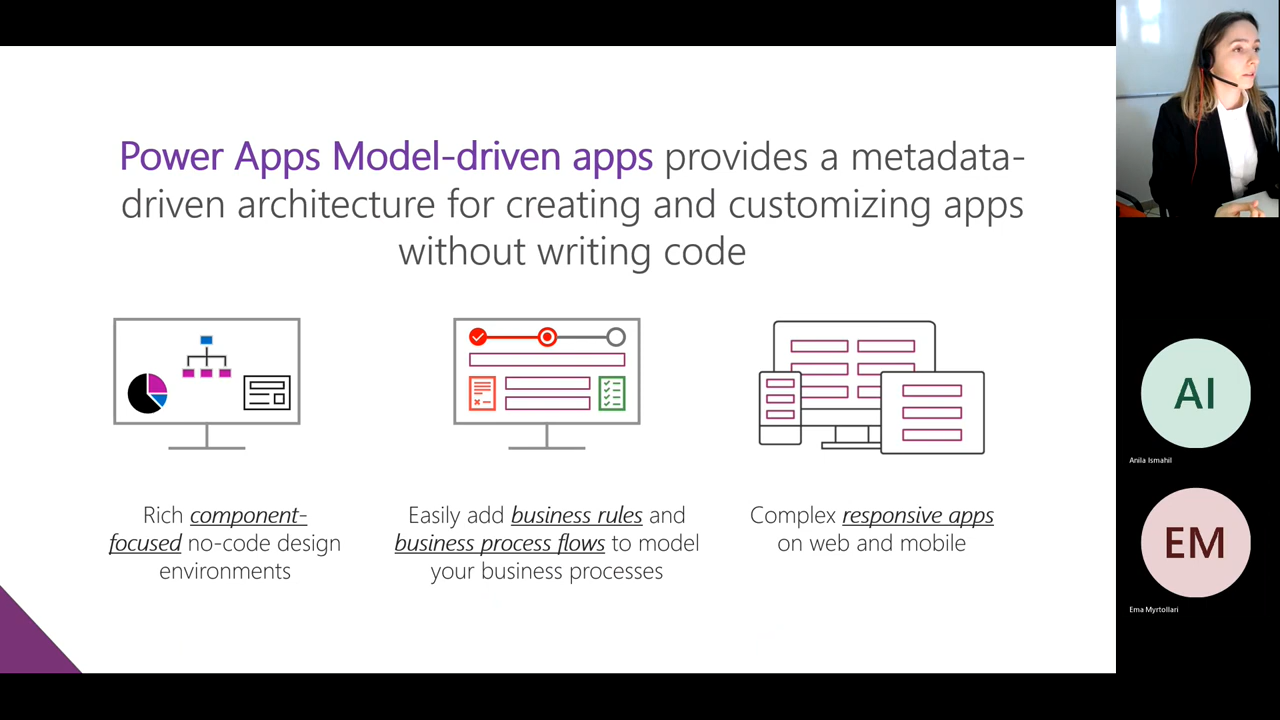 Power Apps Model-driven apps provides a metadata-
driven architecture for creating and customizing apps
without writing code
Rich component-
focused no-code design
environments
Easily add business rules and
business process flows to model
your business processes
Complex responsive apps
on web and mobile
AI
Anila Ismahil
EM
Ema Myrtollari